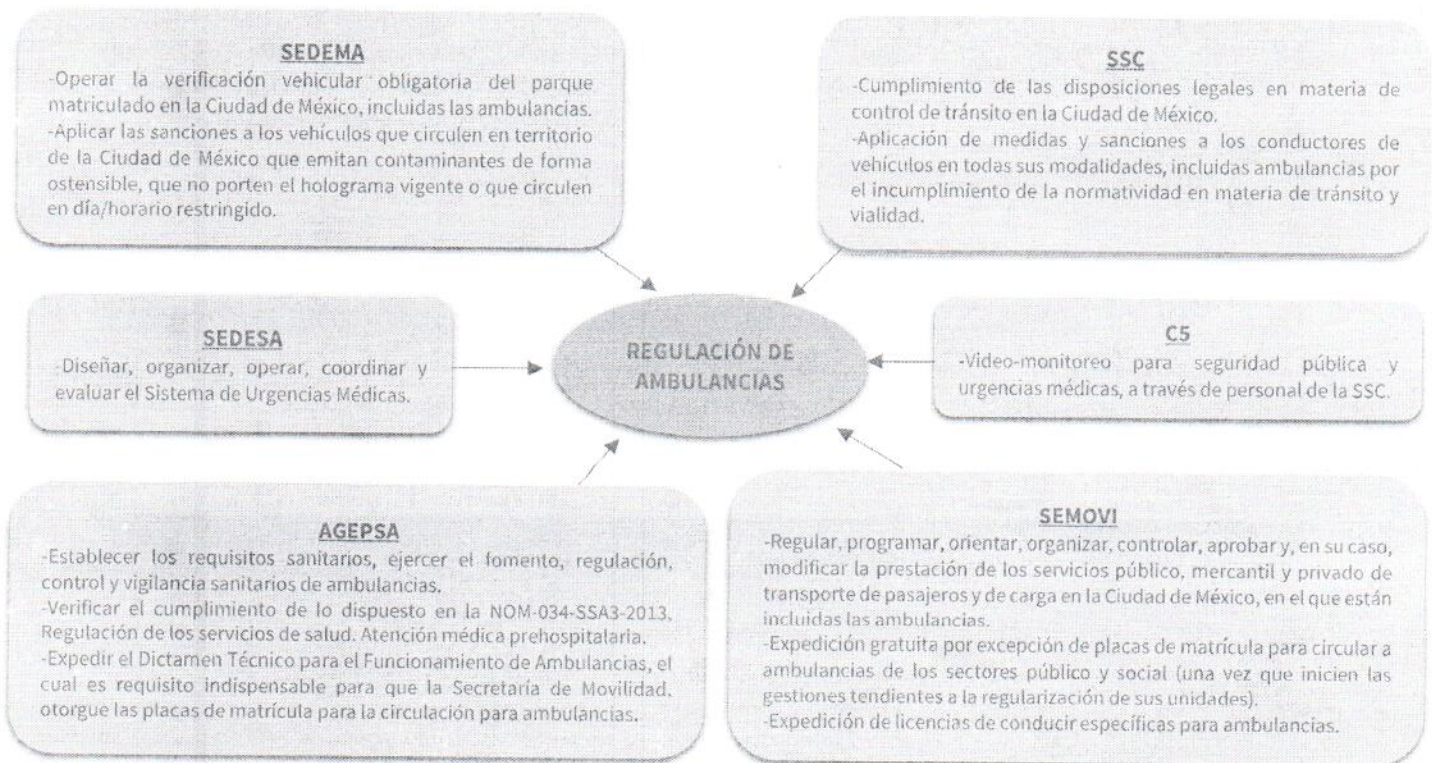 SEDEMA
-Operar la verificación vehicular obligatoria del parque
matriculado en la Ciudad de México, incluidas las ambulancias.
-Aplicar las sanciones a los vehículos que circulen en territorio
de la Ciudad de México que emitan contaminantes de forma
ostensible, que no porten el holograma vigente o que circulen
en día/horario restringido.
SSC
-Cumplimiento de las disposiciones legales en materia de
control de tránsito en la Ciudad de México.
-Aplicación de medidas y sanciones a los conductores de
vehículos en todas sus modalidades, incluidas ambulancias por
el incumplimiento de la normatividad en materia de tránsito y
vialidad.
SEDESA
-Diseñar, organizar, operar, coordinar y
evaluar el Sistema de Urgencias Médicas.
REGULACIÓN DE
AMBULANCIAS
C5
-Video-monitoreo para seguridad pública y
urgencias médicas, a través de personal de la SSC.
AGEPSA
-Establecer los requisitos sanitarios, ejercer el fomento, regulación,
control y vigilancia sanitarios de ambulancias.
-Verificar el cumplimiento de lo dispuesto en la NOM-034-SSA3-2013.
Regulación de los servicios de salud. Atención médica prehospitalaria.
-Expedir el Dictamen Técnico para el Funcionamiento de Ambulancias, el
cual es requisito indispensable para que la Secretaría de Movilidad.
otorgue las placas de matrícula para la circulación para ambulancias.
SEMOVI
-Regular, programar, orientar, organizar, controlar, aprobar y, en su caso,
modificar la prestación de los servicios público, mercantil y privado de
transporte de pasajeros y de carga en la Ciudad de México, en el que están
incluidas las ambulancias.
-Expedición gratuita por excepción de placas de matrícula para circular a
ambulancias de los sectores público y social (una vez que inicien las
gestiones tendientes a la regularización de sus unidades).
-Expedición de licencias de conducir específicas para ambulancias.